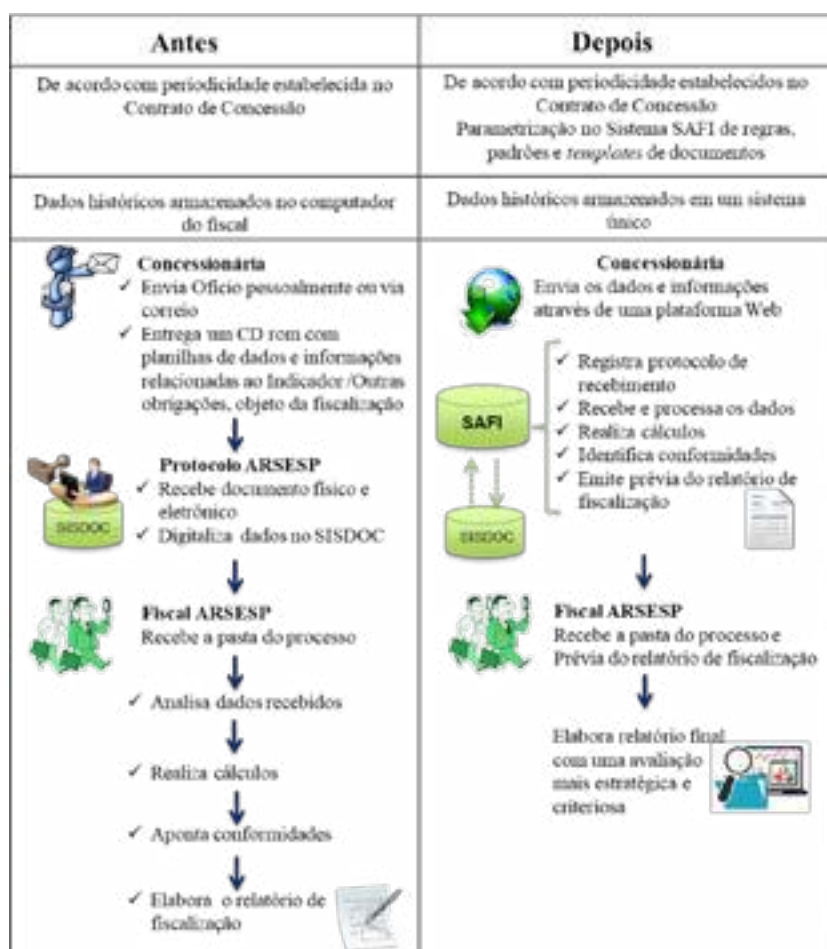 Antes
De acordo com periodicidade estabelecida no
Contrato de Concessão
Dados históricos armazenados no computador
do fiscal
Concessionária
✓ Envia Ofício pessoalmente ou via
correio
✓ Entrega um CD rom com
planilhas de dados e informações
relacionadas ao Indicador /Outras
obrigações, objeto da fiscalização
Protocolo ARSESP
✓ Recebe documento físico e
eletrônico
✓ Digitaliza dados no SISDOC
SISDOC
Fiscal ARSESP
Recebe a pasta do processo
✓ Analisa dados recebidos
✓ Realiza cálculos
✓ Aponta conformidades
✓ Elabora o relatório de
fiscalização
Depois
De acordo com periodicidade estabelecidos no
Contrato de Concessão
Parametrização no Sistema SAFI de regras,
padrões e templates de documentos
Dados históricos armazenados em um sistema
único
Concessionária
Envia os dados e informações
através de uma plataforma Web
✓ Registra protocolo de
recebimento
✓ Recebe e processa os dados
✓ Realiza cálculos
✓ Identifica conformidades
✓ Emite prévia do relatório de
fiscalização
SAFI
SISDOC
Fiscal ARSESP
Recebe a pasta do processo e
Prévia do relatório de fiscalização
Elabora relatório final
com uma avaliação
mais estratégica e
criteriosa